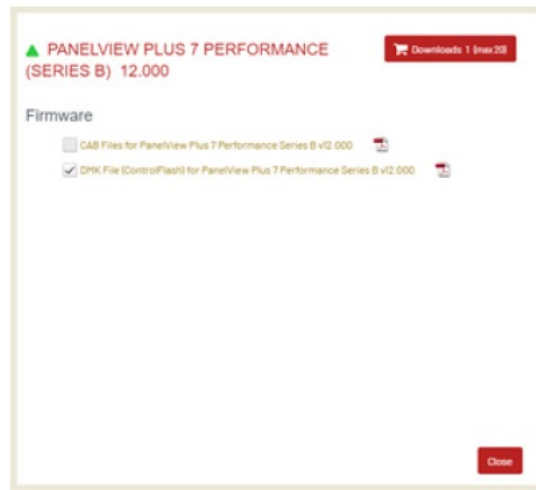 PANELVIEW PLUS 7 PERFORMANCE
(SERIES B) 12.000
Downloads 1 (max 20)
Firmware
CAB Files for PanelView Plus 7 Performance Series B v12.000
DMK File (ControlFlash) for PanelView Plus 7 Performance Series B v12.000
Close